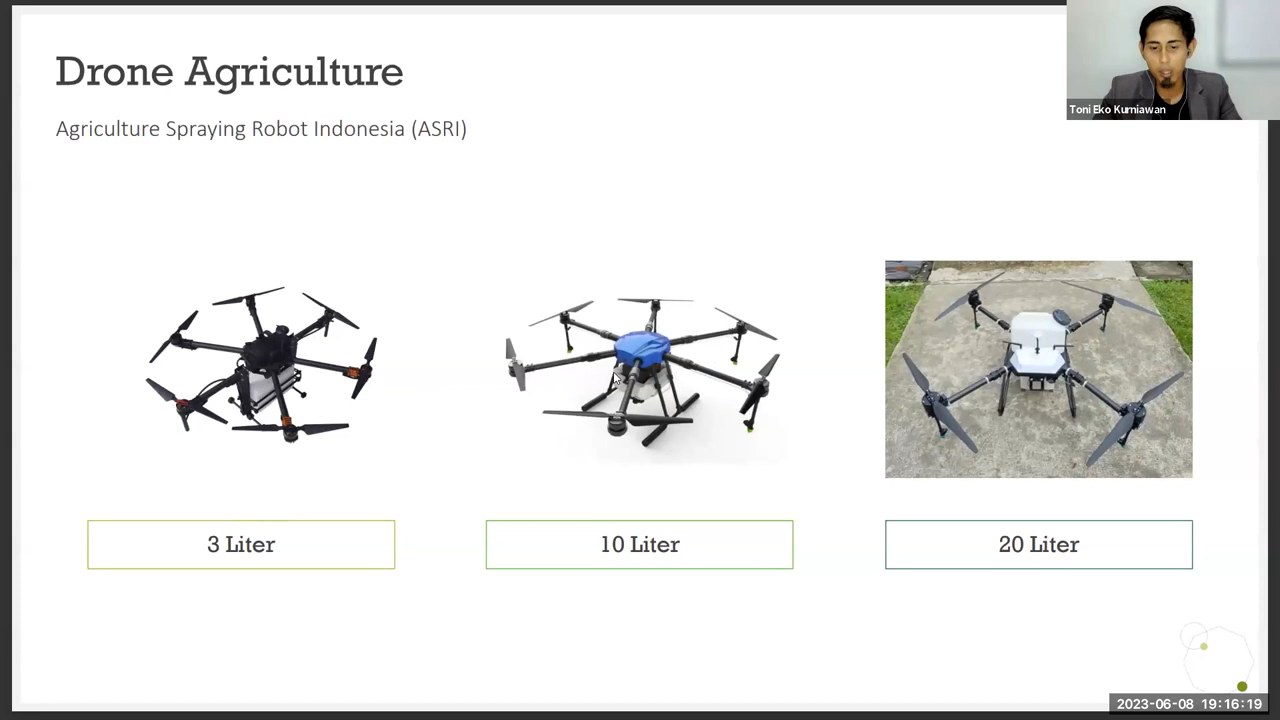 Drone Agriculture
Agriculture Spraying Robot Indonesia (ASRI)
Toni Eko Kurniawan
3 Liter
10 Liter
20 Liter
2023-06-08 19:16:19